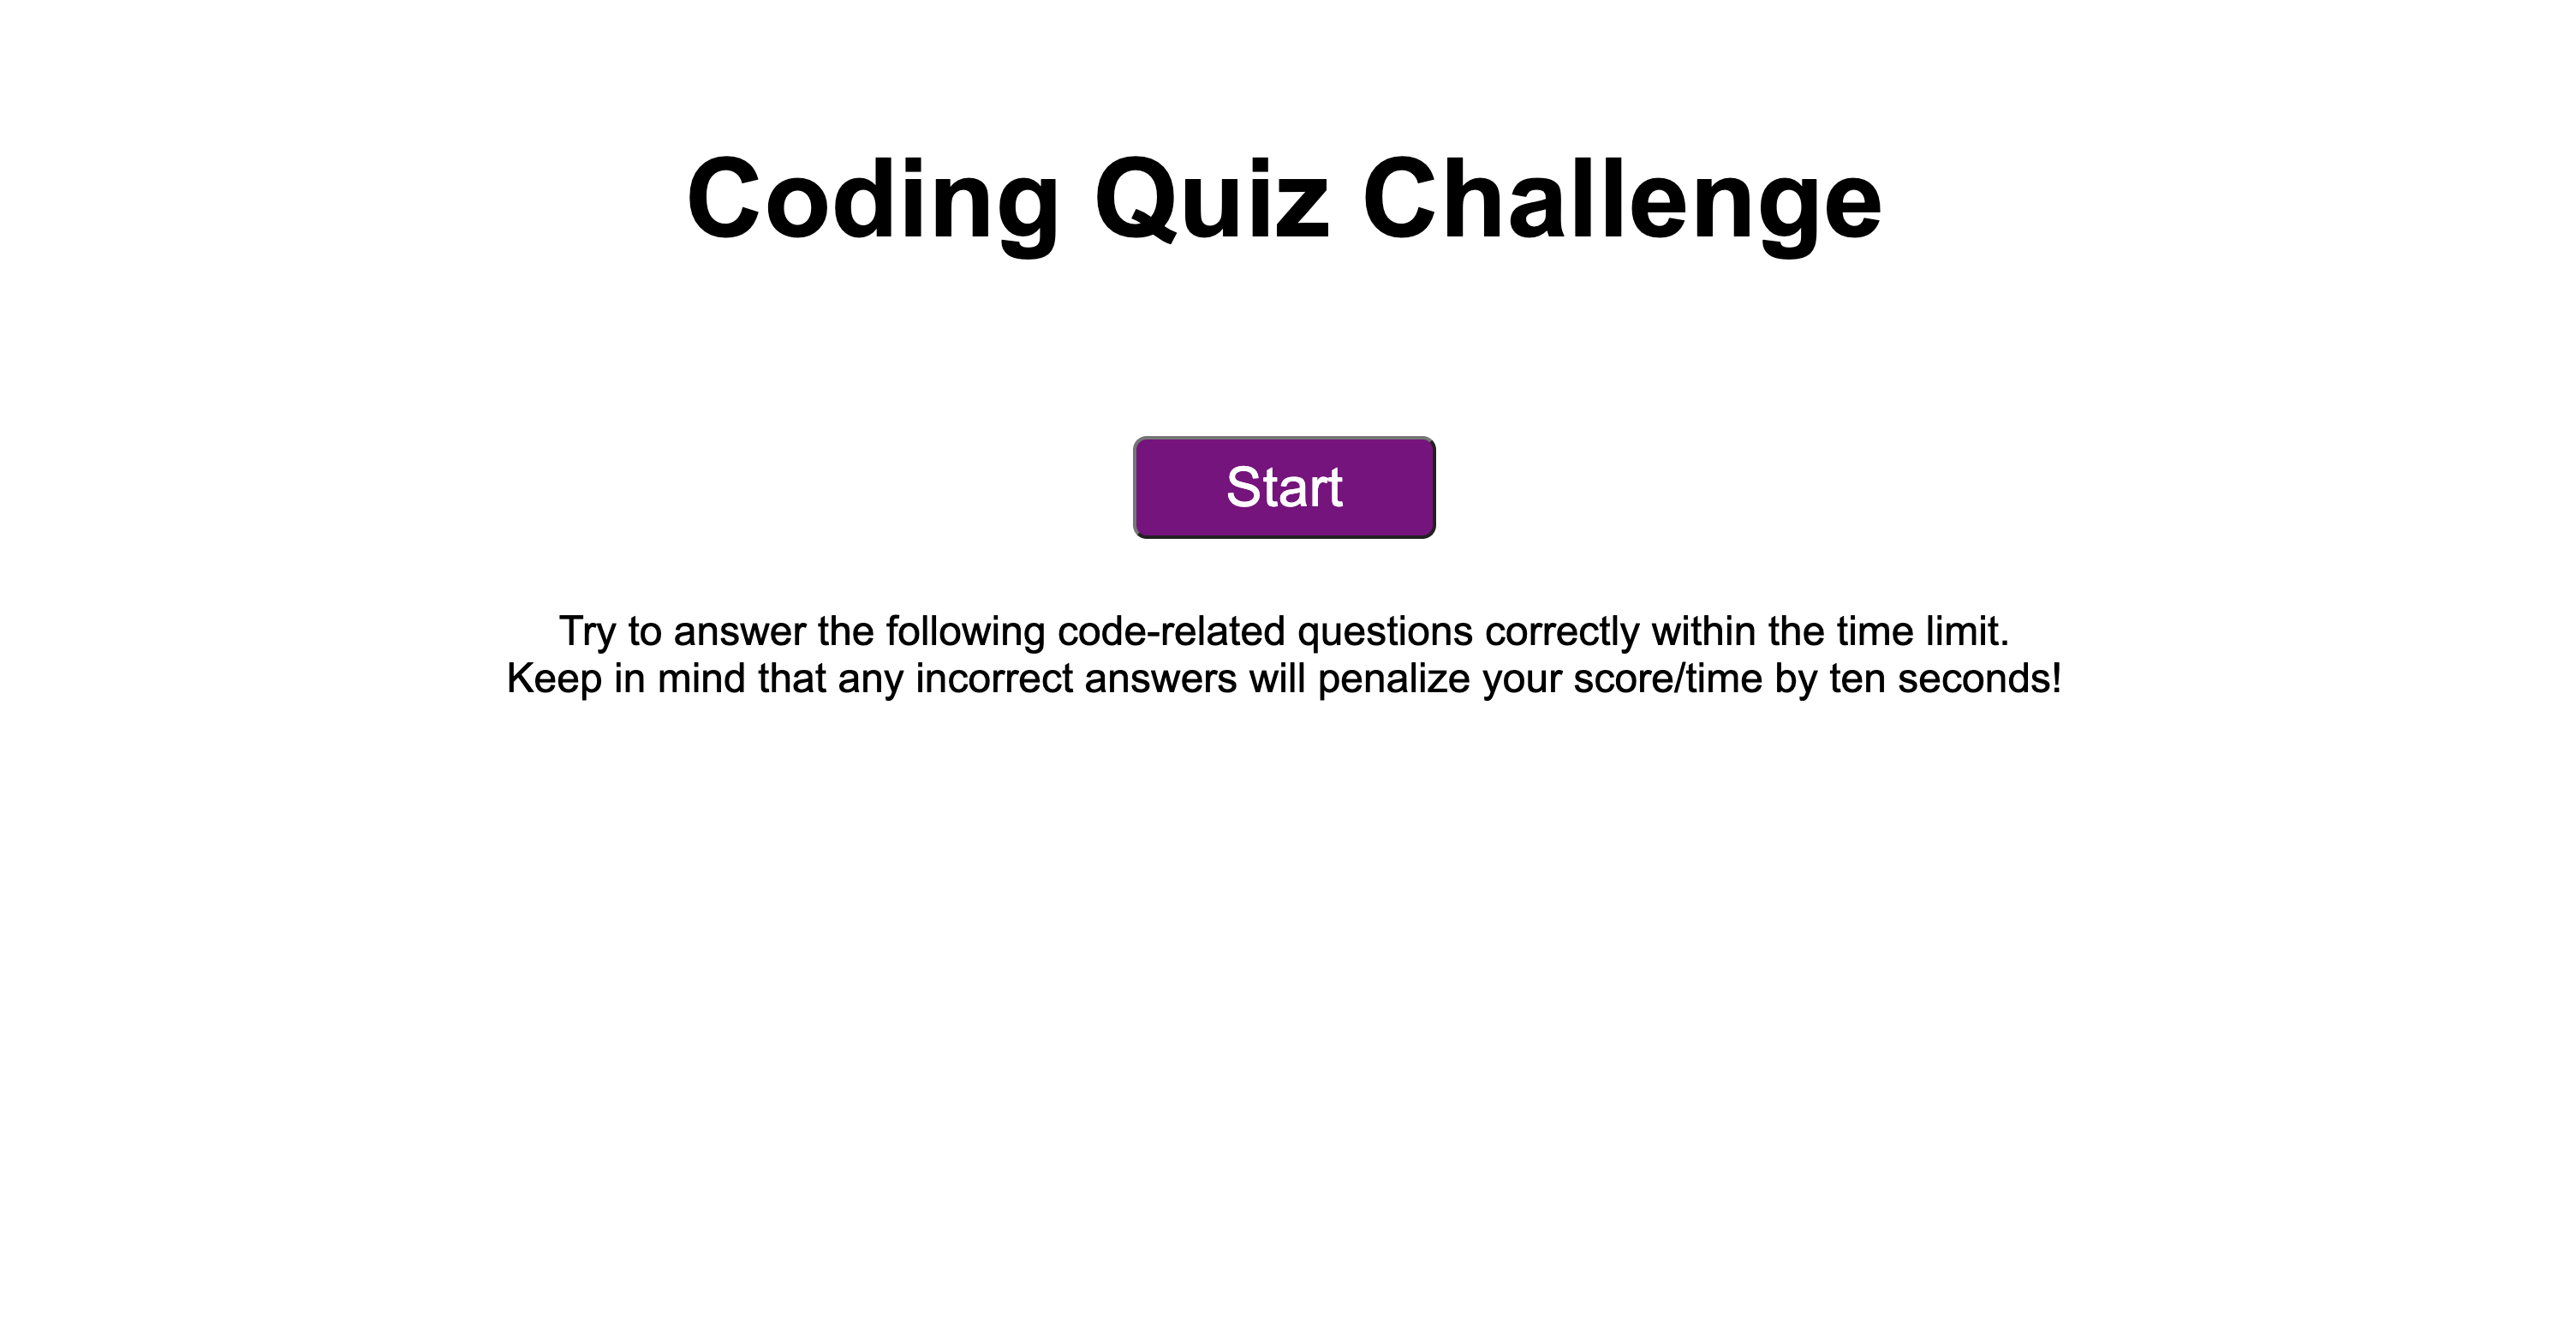 Coding Quiz Challenge
Start
Try to answer the following code-related questions correctly within the time limit.
Keep in mind that any incorrect answers will penalize your score/time by ten seconds!